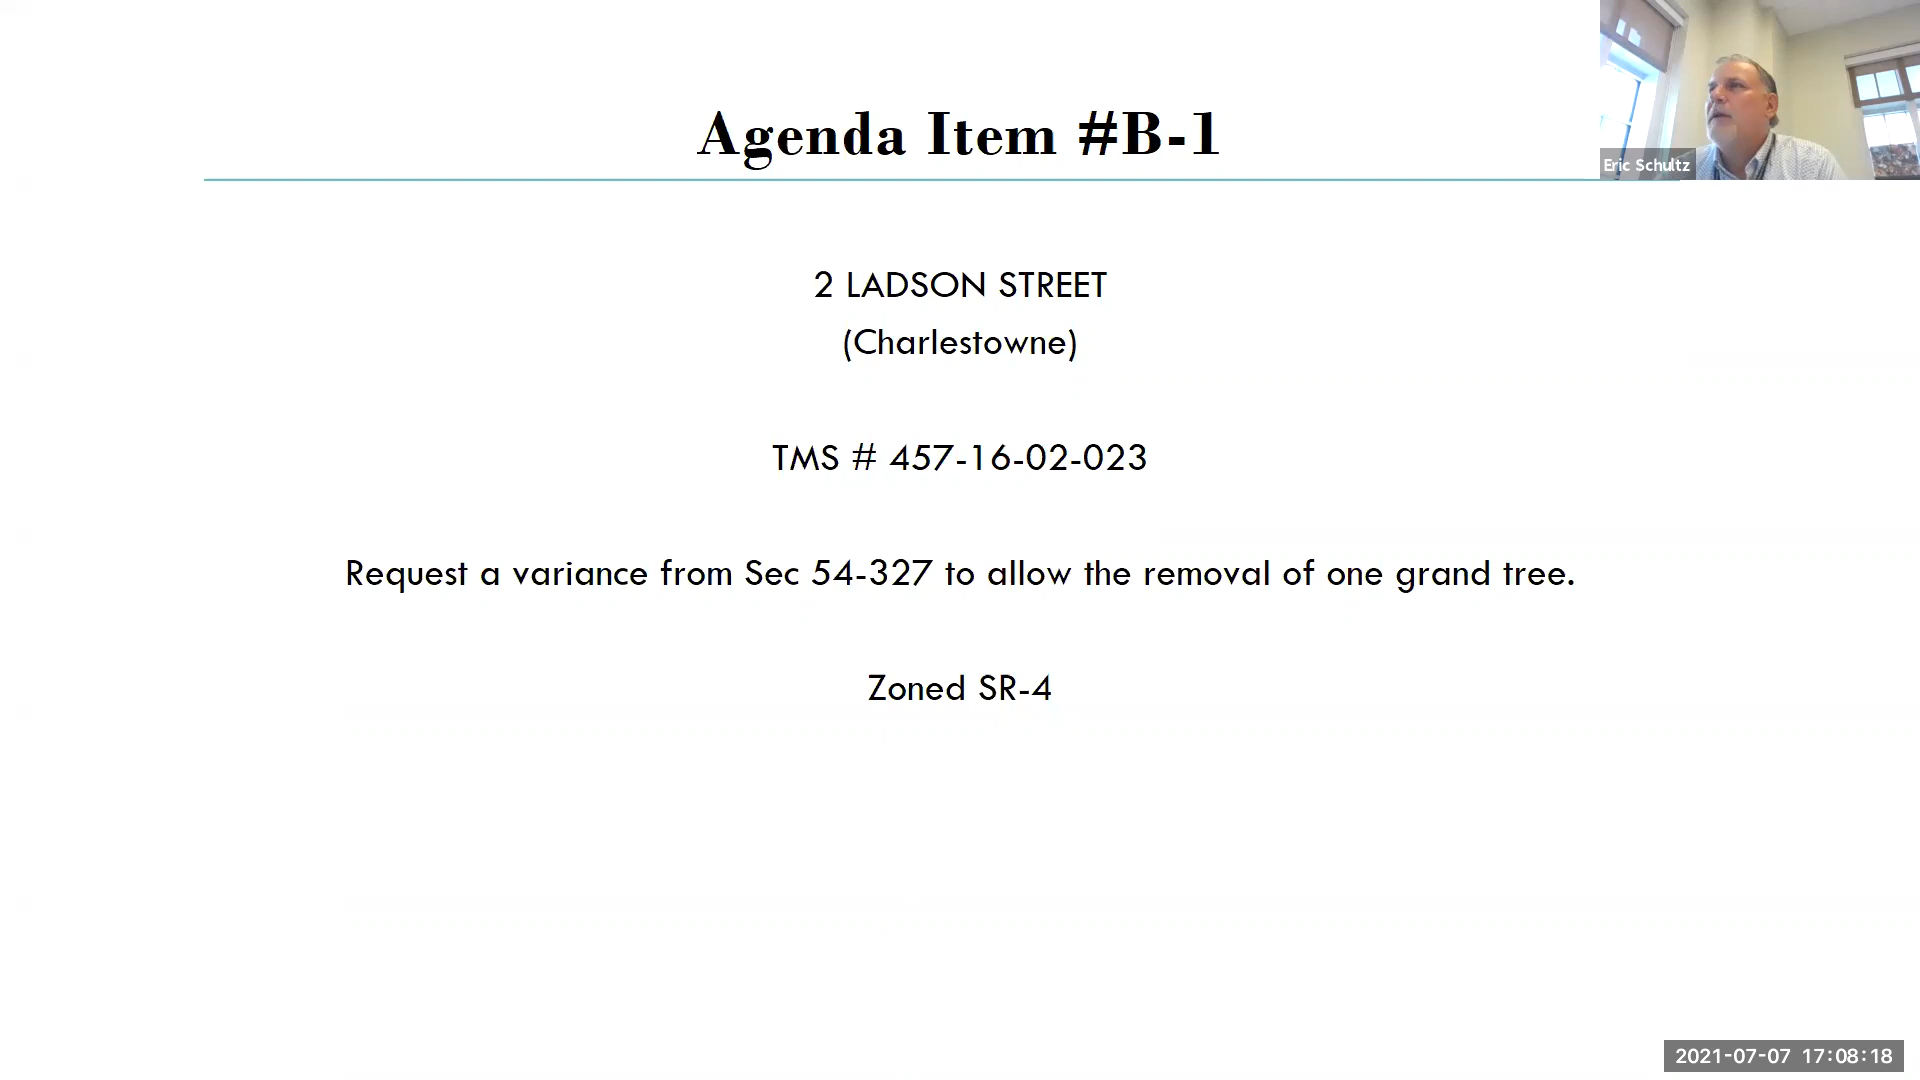 Agenda Item #B-1
Eric Schultz
2 LADSON STREET
(Charlestowne)
TMS # 457-16-02-023
Request a variance from Sec 54-327 to allow the removal of one grand tree.
Zoned SR-4
2021-07-07 17:08:18